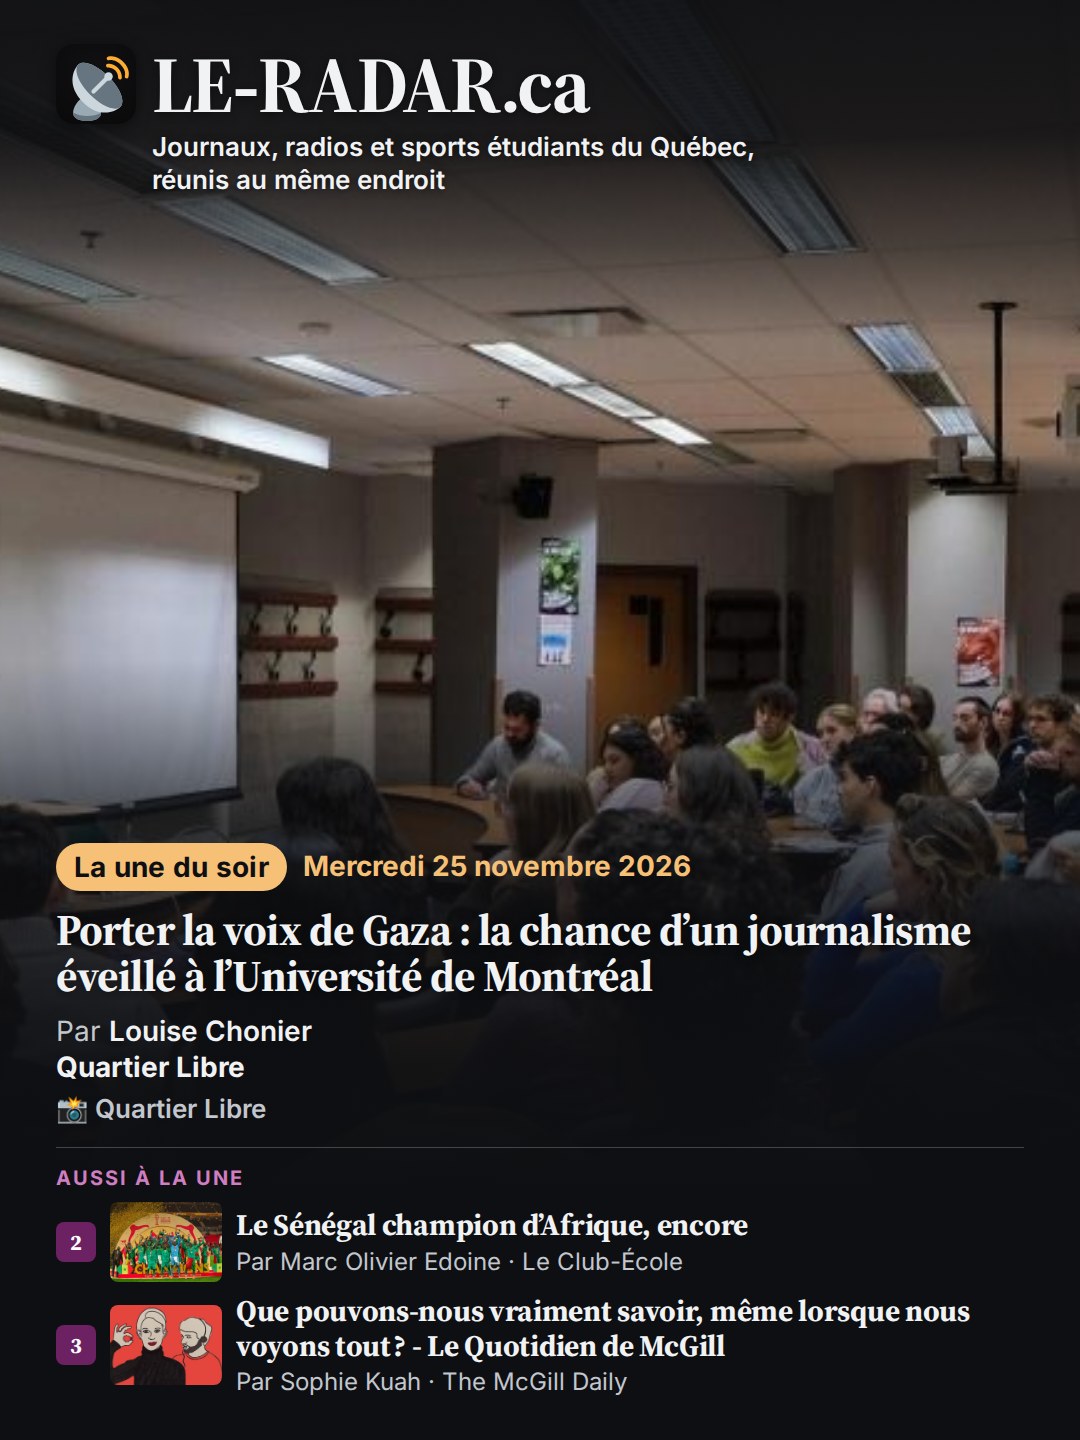 LE-RADAR.ca
Journaux, radios et sports étudiants du Québec,
réunis au même endroit
La une du soir
Mercredi 25 novembre 2026
Porter la voix de Gaza : la chance d’un journalisme
éveillé à l’Université de Montréal
Par Louise Chonier
Quartier Libre
Quartier Libre
AUSSI À LA UNE
2
Le Sénégal champion d’Afrique, encore
Par Marc Olivier Edoine · Le Club-École
3
Que pouvons-nous vraiment savoir, même lorsque nous
voyons tout ? - Le Quotidien de McGill
Par Sophie Kuah · The McGill Daily